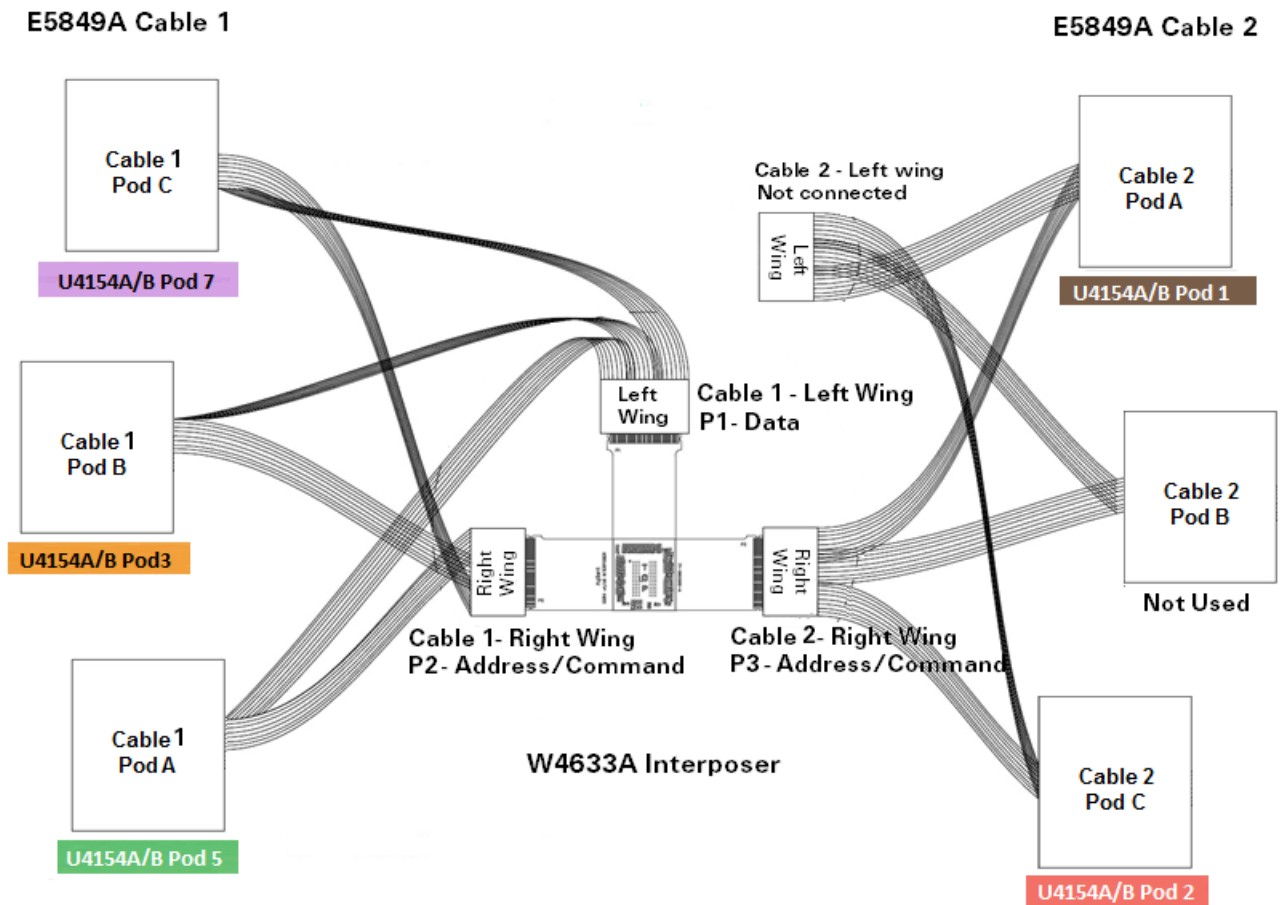 E5849A Cable 1
E5849A Cable 2
Cable 1
Pod C
U4154A/B Pod 7
Cable 2 - Left wing
Not connected
Left
Wing
Cable 2
Pod A
U4154A/B Pod 1
Cable 1
Pod B
U4154A/B Pod3
Left
Wing
Cable 1 - Left Wing
P1- Data
Cable 2
Pod B
Not Used
Right
Wing
Right
Wing
Cable 1- Right Wing
P2- Address/Command
Cable 2- Right Wing
P3- Address/Command
Cable 1
Pod A
U4154A/B Pod 5
W4633A Interposer
Cable 2
Pod C
U4154A/B Pod 2